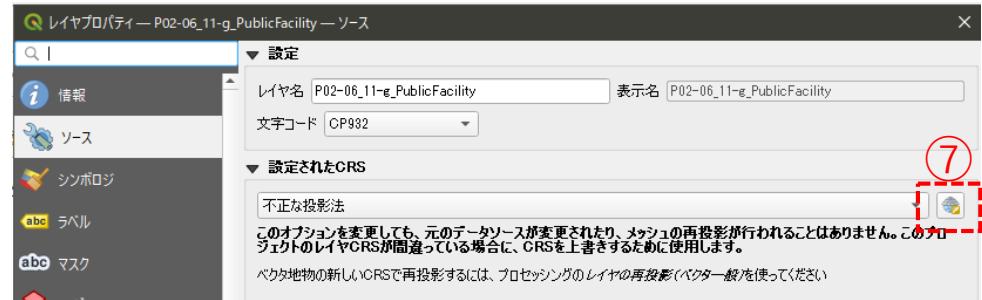 レイヤプロパティ — P02-06_11-g_PublicFacility — ソース
設定
情報
レイヤ名 P02-06_11-g_PublicFacility 表示名 P02-06_11-g_PublicFacility
文字コード CP932
ソース
設定されたCRS
⑦
シンボロジ
不正な投影法
abc ラベル
このオプションを変更しても、元のデータソースが変更されたり、メッシュの再投影が行われることはありません。このプロ
ジェクトのレイヤCRSが間違っている場合に、CRSを上書きするために使用します。
abc マスク
ベクタ地物の新しいCRSで再投影するには、プロセッシングのレイヤの再投影(ベクター般)を使ってください